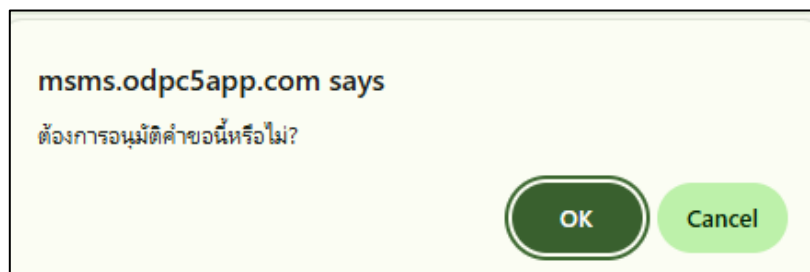 msms.odpc5app.com says
ต้องการอนุมัติคำขอนี้หรือไม่?
OK
Cancel